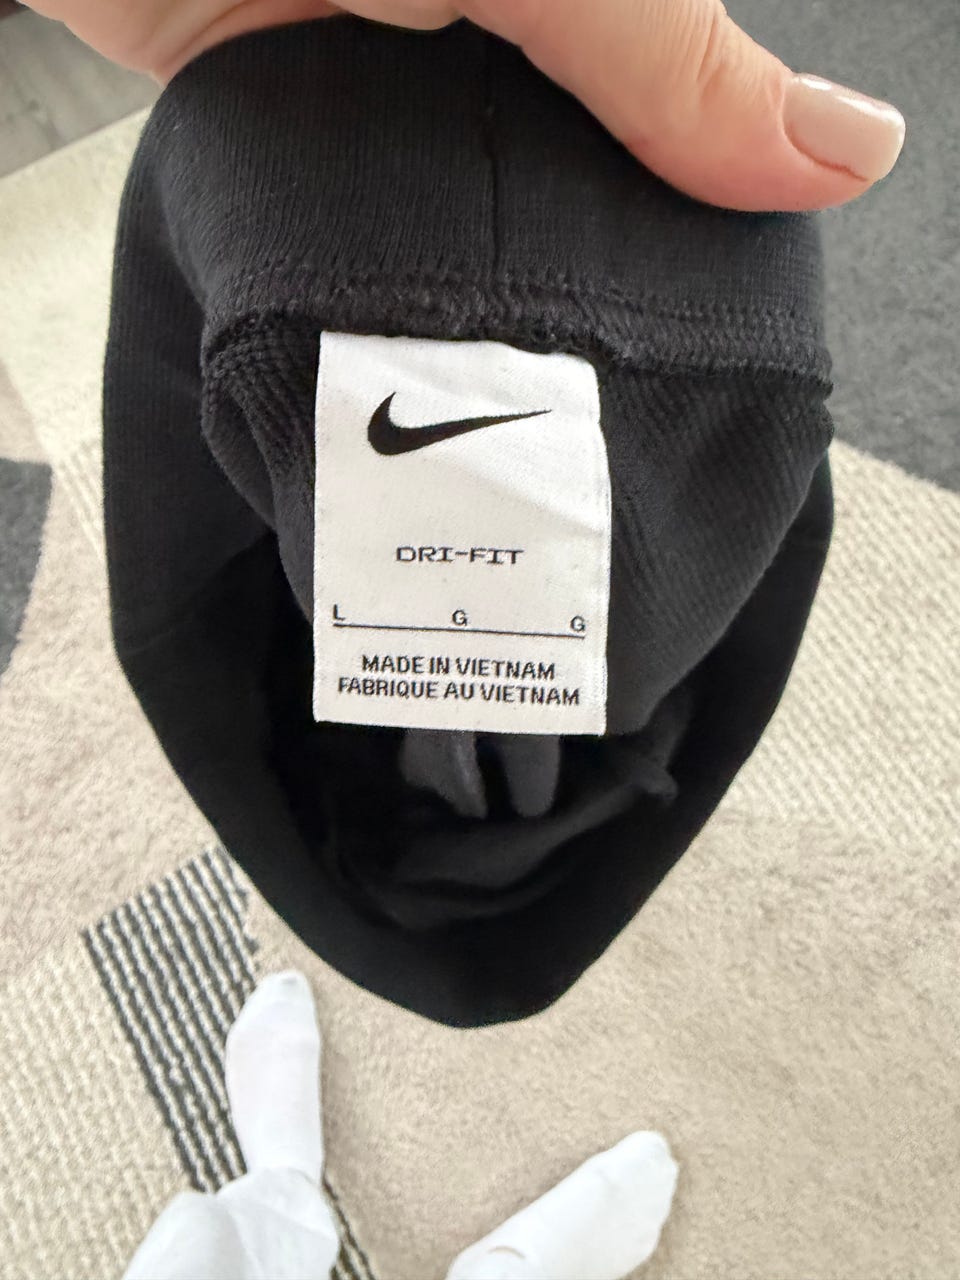 DRI-FIT
L G G
MADE IN VIETNAM
FABRIQUE AU VIETNAM